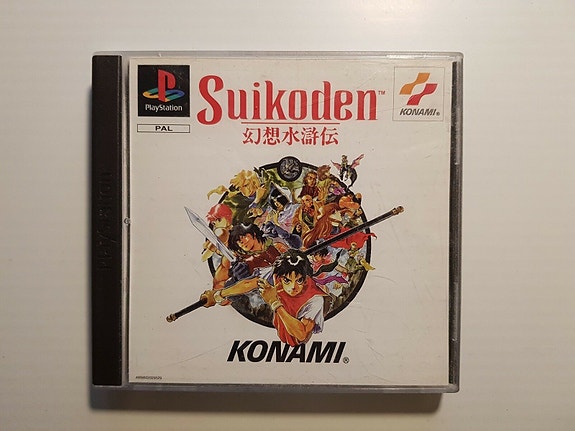 PlayStation
PAL
Suikoden™
幻想水滸伝
KONAMI®
KONAMI®